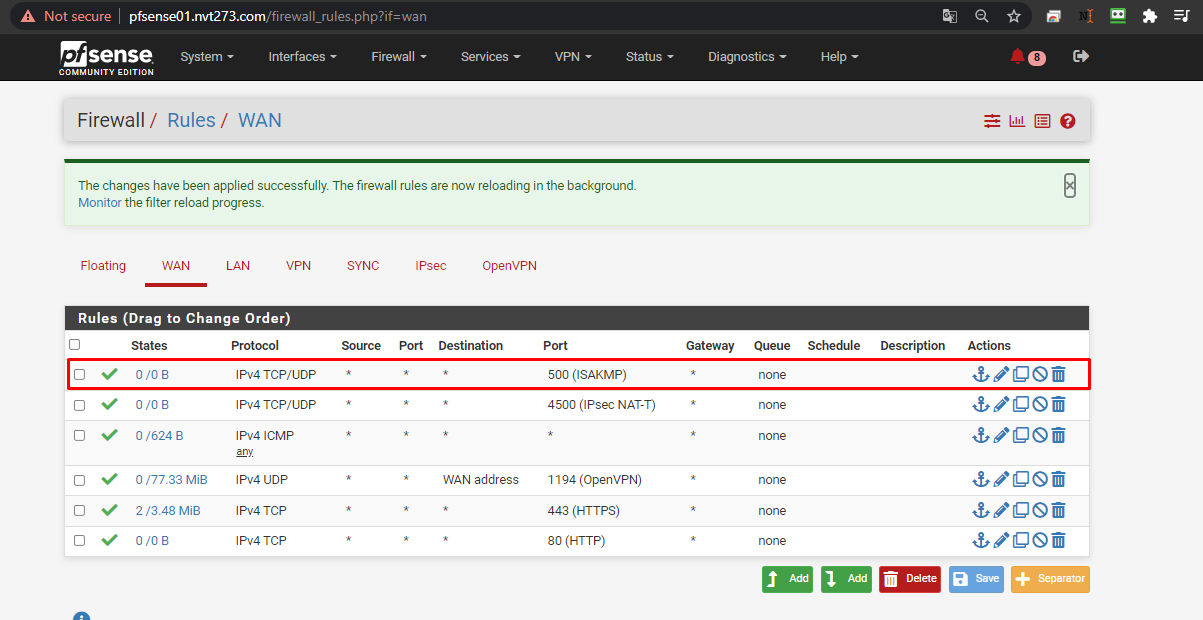 Not secure pfsense01.nvt273.com/firewall_rules.php?if=wan
pfsense System Interfaces Firewall Services VPN Status Diagnostics Help 8
COMMUNITY EDITION
Firewall / Rules / WAN
The changes have been applied successfully. The firewall rules are now reloading in the background.
Monitor the filter reload progress.
Floating WAN LAN VPN SYNC IPsec OpenVPN
Rules (Drag to Change Order)
States Protocol Source Port Destination Port Gateway Queue Schedule Description Actions
0 /0 B IPv4 TCP/UDP * * * 500 (ISAKMP) * none
0 /0 B IPv4 TCP/UDP * * * 4500 (IPsec NAT-T) * none
0 /624 B IPv4 ICMP * * * * * none
any
0 /77.33 MiB IPv4 UDP * * WAN address 1194 (OpenVPN) * none
2 /3.48 MiB IPv4 TCP * * * 443 (HTTPS) * none
0 /0 B IPv4 TCP * * * 80 (HTTP) * none
Add Add Delete Save Separator